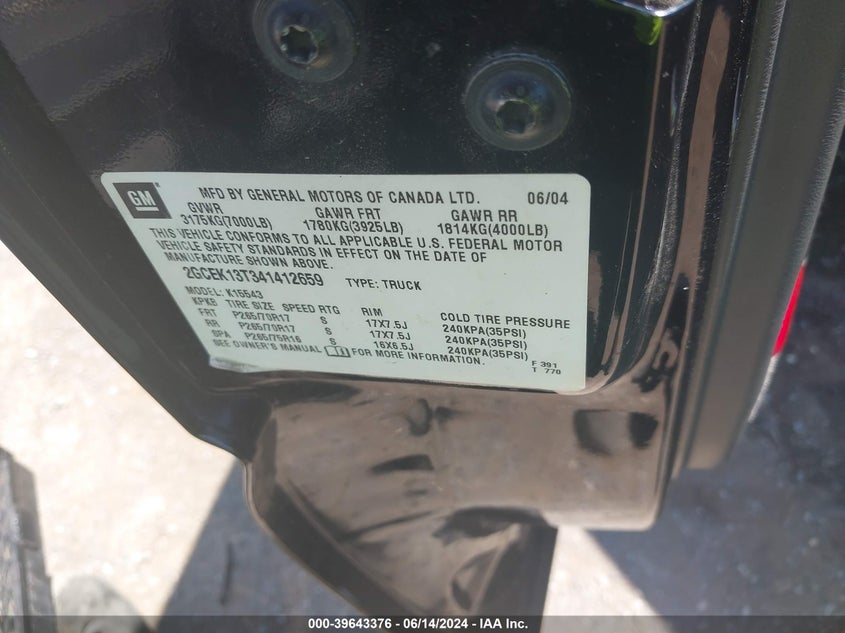 GM
MFD BY GENERAL MOTORS OF CANADA LTD. 06/04
GVWR GAWR FRT GAWR RR
3175KG(7000LB) 1780KG(3925LB) 1814KG(4000LB)
THIS VEHICLE CONFORMS TO ALL APPLICABLE U.S. FEDERAL MOTOR
VEHICLE SAFETY STANDARDS IN EFFECT ON THE DATE OF
MANUFACTURE SHOWN ABOVE.
2GCEK13T341412659 TYPE: TRUCK
MODEL: K15543
KPKB TIRE SIZE SPEED RTG RIM COLD TIRE PRESSURE
FRT P265/70R17 S 17X7.5J 240KPA(35PSI)
RR P265/70R17 S 17X7.5J 240KPA(35PSI)
SPA P265/75R16 S 16X6.5J 240KPA(35PSI)
SEE OWNER'S MANUAL FOR MORE INFORMATION.
F 391
T 770
000-39643376 - 06/14/2024 - IAA Inc.